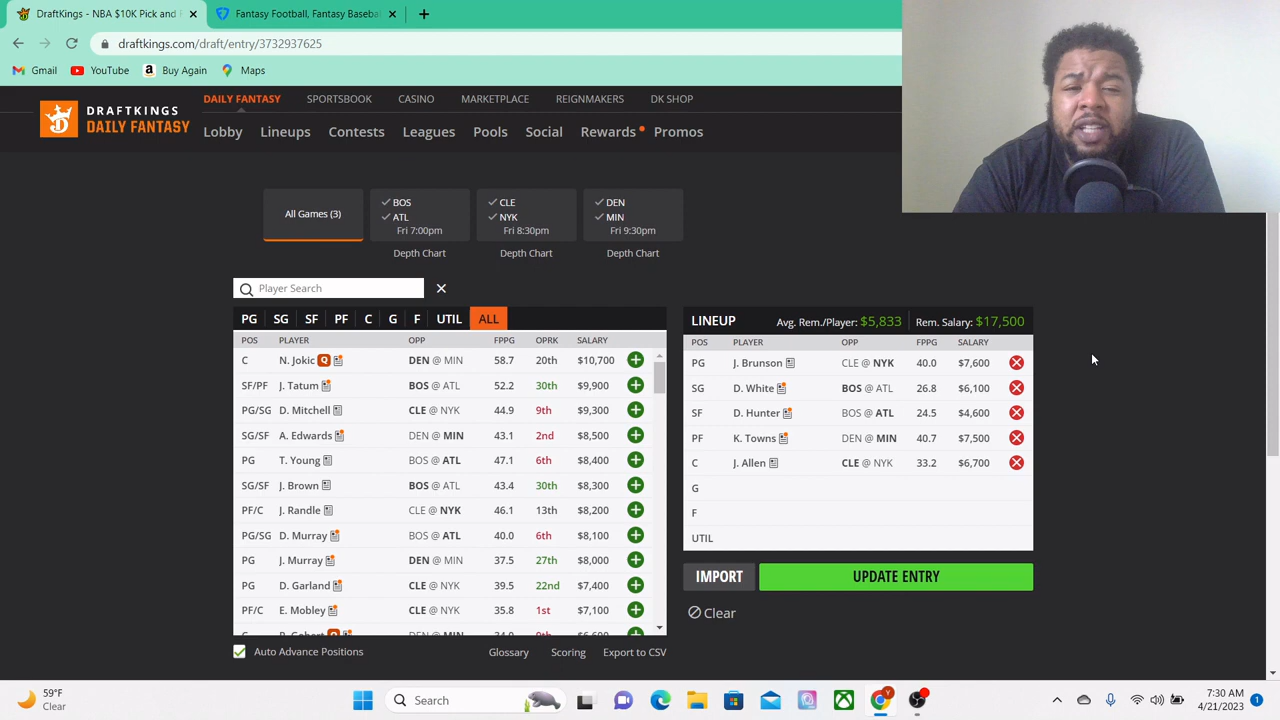 DraftKings - NBA $10K Pick and
Fantasy Football, Fantasy Baseba
draftkings.com/draft/entry/3732937625
Gmail YouTube Buy Again Maps
DRAFTKINGS
DAILY FANTASY
DAILY FANTASY SPORTSBOOK CASINO MARKETPLACE REIGNMAKERS DK SHOP
Lobby Lineups Contests Leagues Pools Social Rewards Promos
All Games (3)
BOS
ATL
Fri 7:00pm
Depth Chart
CLE
NYK
Fri 8:30pm
Depth Chart
DEN
MIN
Fri 9:30pm
Depth Chart
Player Search
PG SG SF PF C G F UTIL ALL
POS PLAYER OPP FPPG OPRK SALARY
C N. Jokic Q DEN @ MIN 58.7 20th $10,700
SF/PF J. Tatum BOS @ ATL 52.2 30th $9,900
PG/SG D. Mitchell CLE @ NYK 44.9 9th $9,300
SG/SF A. Edwards DEN @ MIN 43.1 2nd $8,500
PG T. Young BOS @ ATL 47.1 6th $8,400
SG/SF J. Brown BOS @ ATL 43.4 30th $8,300
PF/C J. Randle CLE @ NYK 46.1 13th $8,200
PG/SG D. Murray BOS @ ATL 40.0 6th $8,100
PG J. Murray DEN @ MIN 37.5 27th $8,000
PG D. Garland CLE @ NYK 39.5 22nd $7,400
PF/C E. Mobley CLE @ NYK 35.8 1st $7,100
C R. Gobert Q DEN @ MIN 34.0 9th $6,600
Auto Advance Positions
Glossary Scoring Export to CSV
LINEUP Avg. Rem./Player: $5,833 Rem. Salary: $17,500
POS PLAYER OPP FPPG SALARY
PG J. Brunson CLE @ NYK 40.0 $7,600
SG D. White BOS @ ATL 26.8 $6,100
SF D. Hunter BOS @ ATL 24.5 $4,600
PF K. Towns DEN @ MIN 40.7 $7,500
C J. Allen CLE @ NYK 33.2 $6,700
G
F
UTIL
IMPORT UPDATE ENTRY
Clear
59°F
Clear
Search
7:30 AM
4/21/2023
1